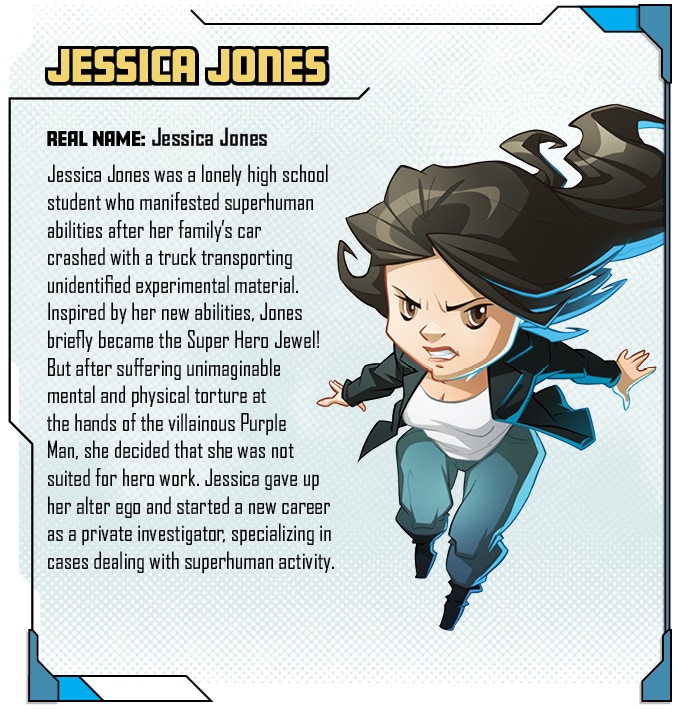 JESSICA JONES
REAL NAME: Jessica Jones
Jessica Jones was a lonely high school
student who manifested superhuman
abilities after her family's car
crashed with a truck transporting
unidentified experimental material.
Inspired by her new abilities, Jones
briefly became the Super Hero Jewel!
But after suffering unimaginable
mental and physical torture at
the hands of the villainous Purple
Man, she decided that she was not
suited for hero work. Jessica gave up
her alter ego and started a new career
as a private investigator, specializing in
cases dealing with superhuman activity.